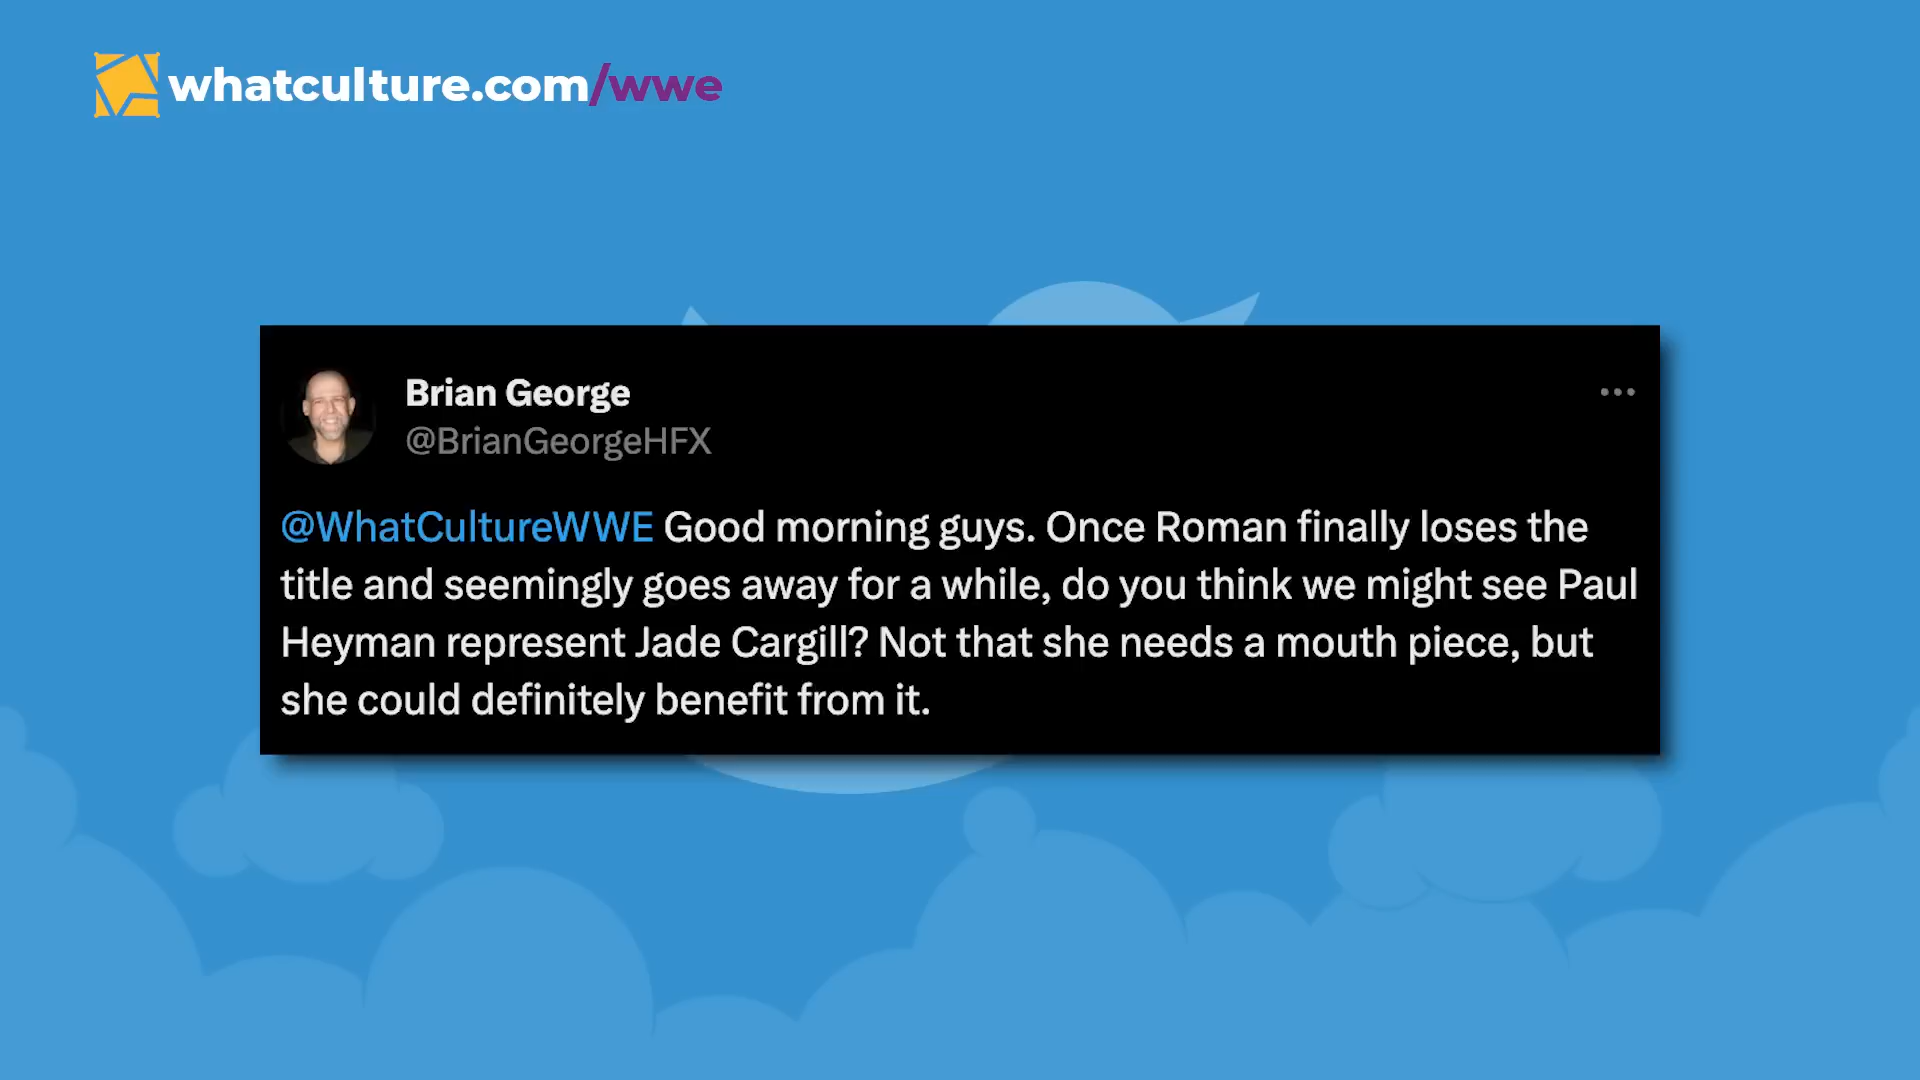 whatculture.com/wwe
Brian George
@BrianGeorgeHFX
@WhatCultureWWE Good morning guys. Once Roman finally loses the
title and seemingly goes away for a while, do you think we might see Paul
Heyman represent Jade Cargill? Not that she needs a mouth piece, but
she could definitely benefit from it.